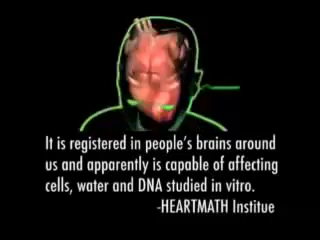 It is registered in people's brains around
us and apparently is capable of affecting
cells, water and DNA studied in vitro.
-HEARTMATH Institue